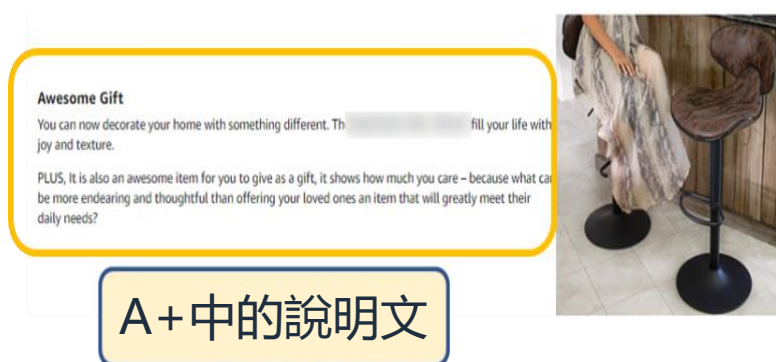 Awesome Gift
You can now decorate your home with something different. Th fill your life with
joy and texture.
PLUS, It is also an awesome item for you to give as a gift, it shows how much you care – because what can
be more endearing and thoughtful than offering your loved ones an item that will greatly meet their
daily needs?
A+中的說明文